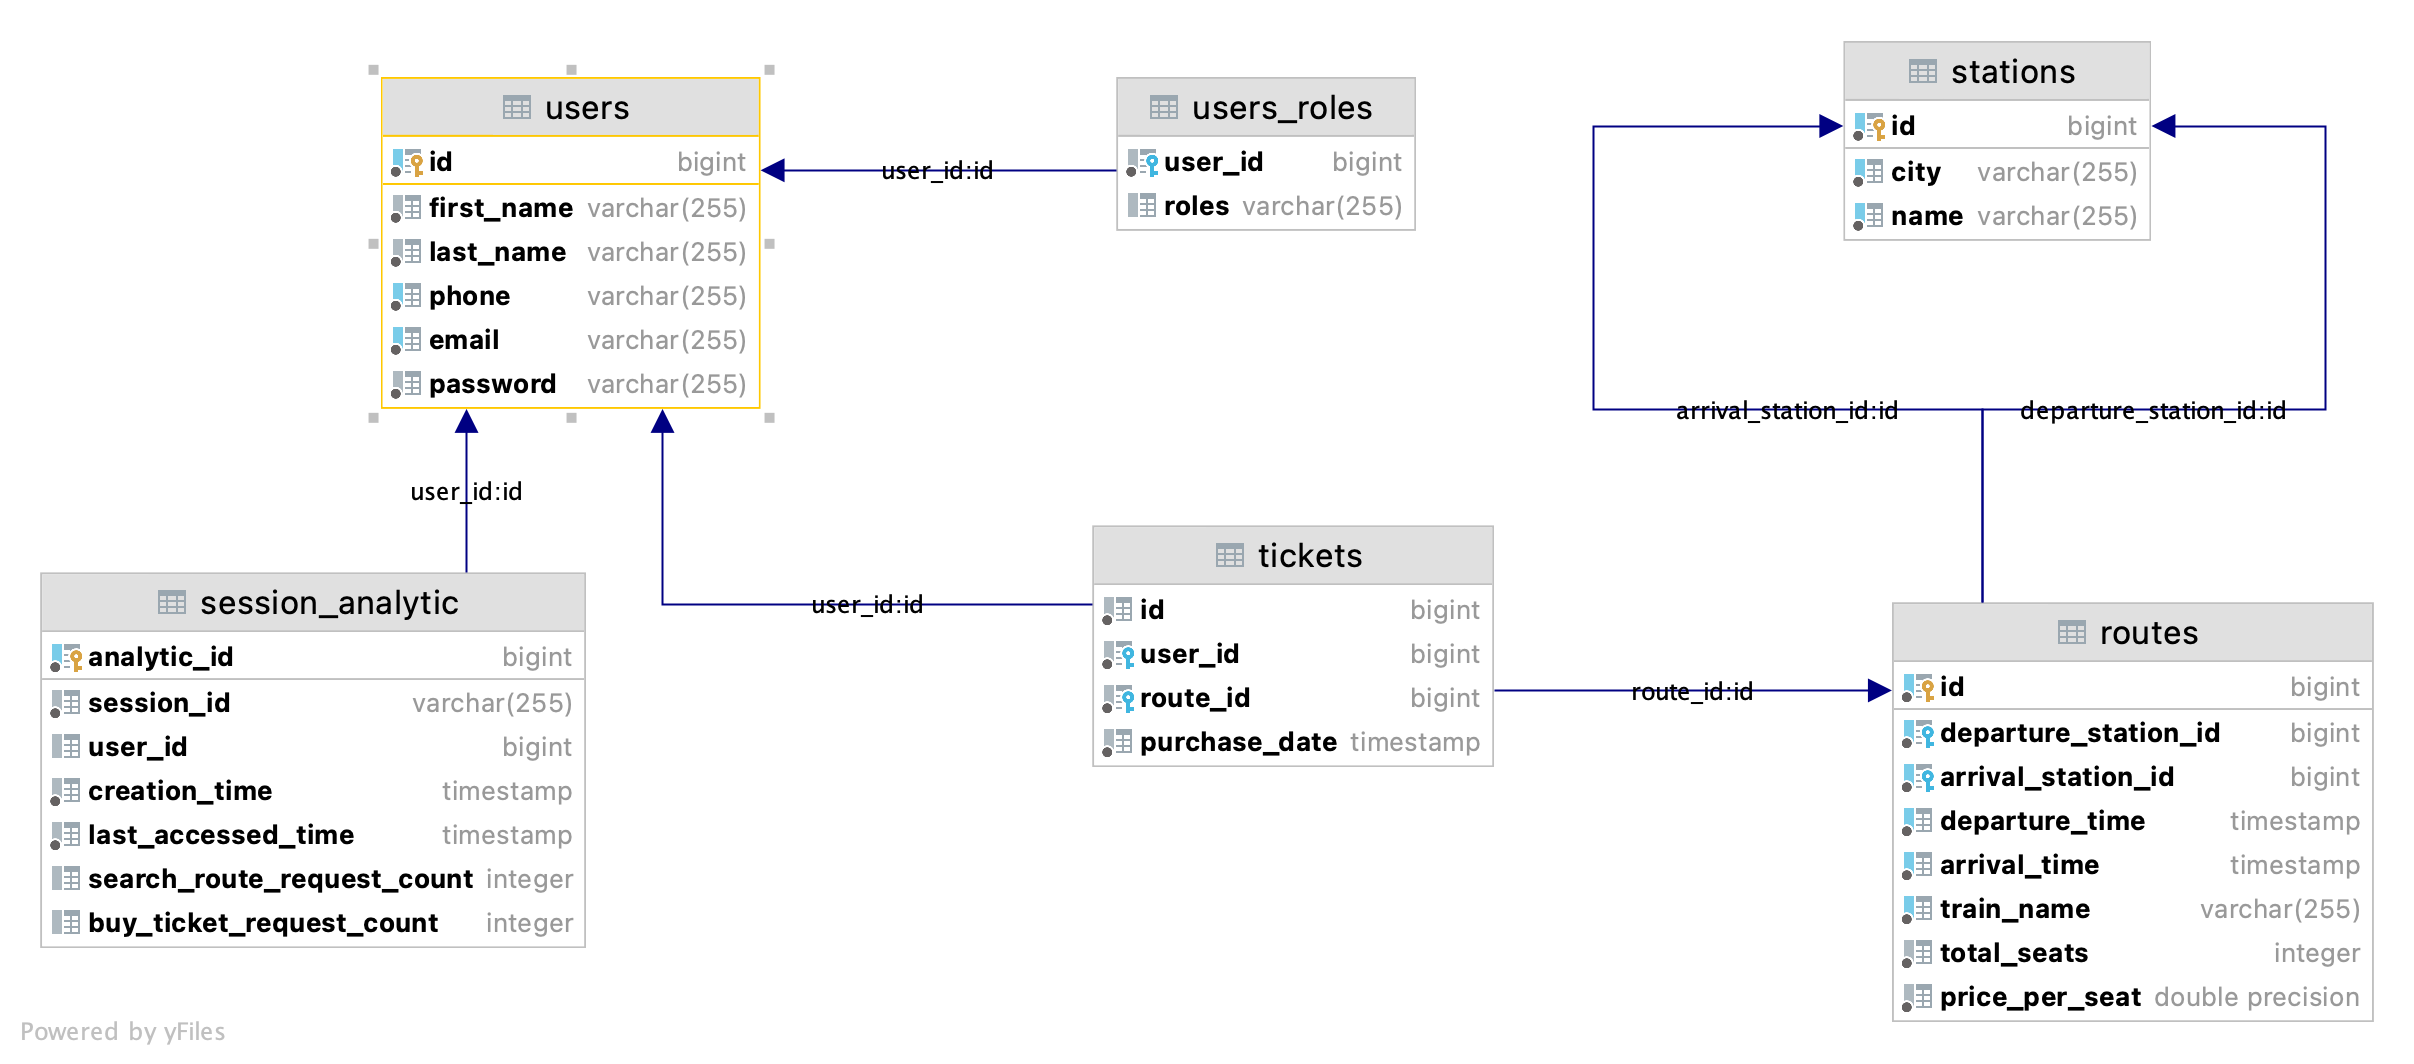 users
id bigint
first_name varchar(255)
last_name varchar(255)
phone varchar(255)
email varchar(255)
password varchar(255)
user_id:id
users_roles
user_id bigint
roles varchar(255)
stations
id bigint
city varchar(255)
name varchar(255)
arrival_station_id:id
departure_station_id:id
user_id:id
session_analytic
analytic_id bigint
session_id varchar(255)
user_id bigint
creation_time timestamp
last_accessed_time timestamp
search_route_request_count integer
buy_ticket_request_count integer
user_id:id
tickets
id bigint
user_id bigint
route_id bigint
purchase_date timestamp
route_id:id
routes
id bigint
departure_station_id bigint
arrival_station_id bigint
departure_time timestamp
arrival_time timestamp
train_name varchar(255)
total_seats integer
price_per_seat double precision
Powered by yFiles